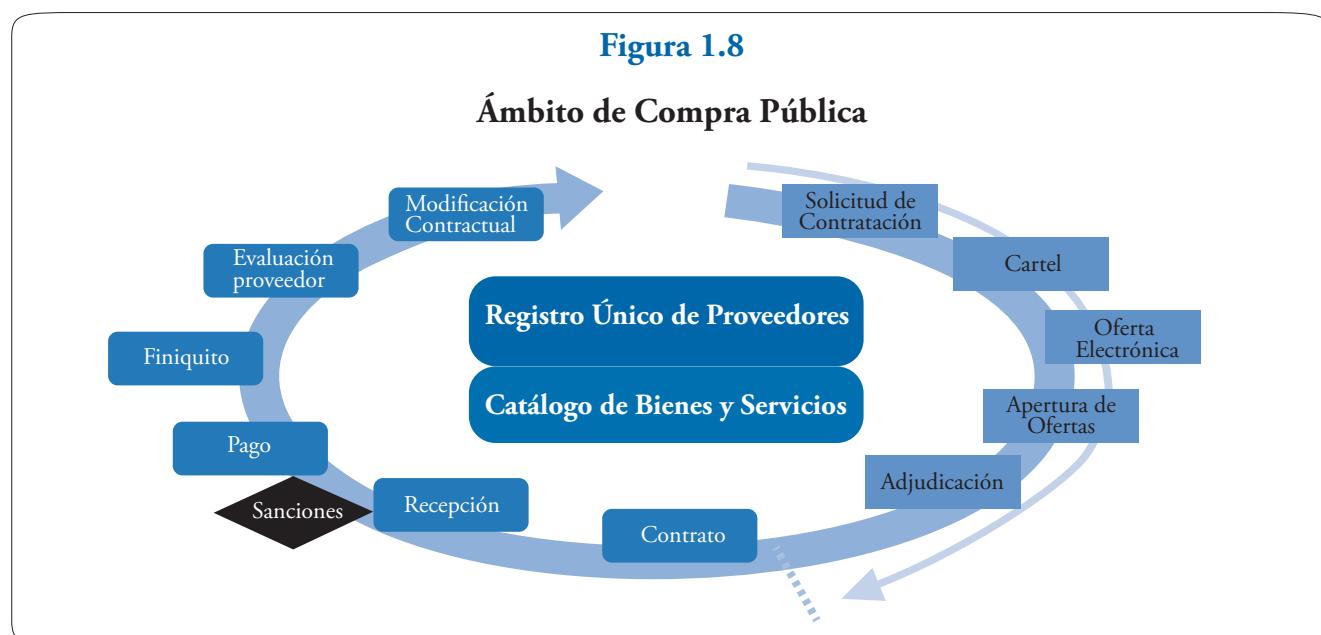 Figura 1.8
Ámbito de Compra Pública
Solicitud de
Contratación
Cartel
Oferta
Electrónica
Apertura de
Ofertas
Adjudicación
Contrato
Recepción
Sanciones
Pago
Finiquito
Evaluación
proveedor
Modificación
Contractual
Registro Único de Proveedores
Catálogo de Bienes y Servicios